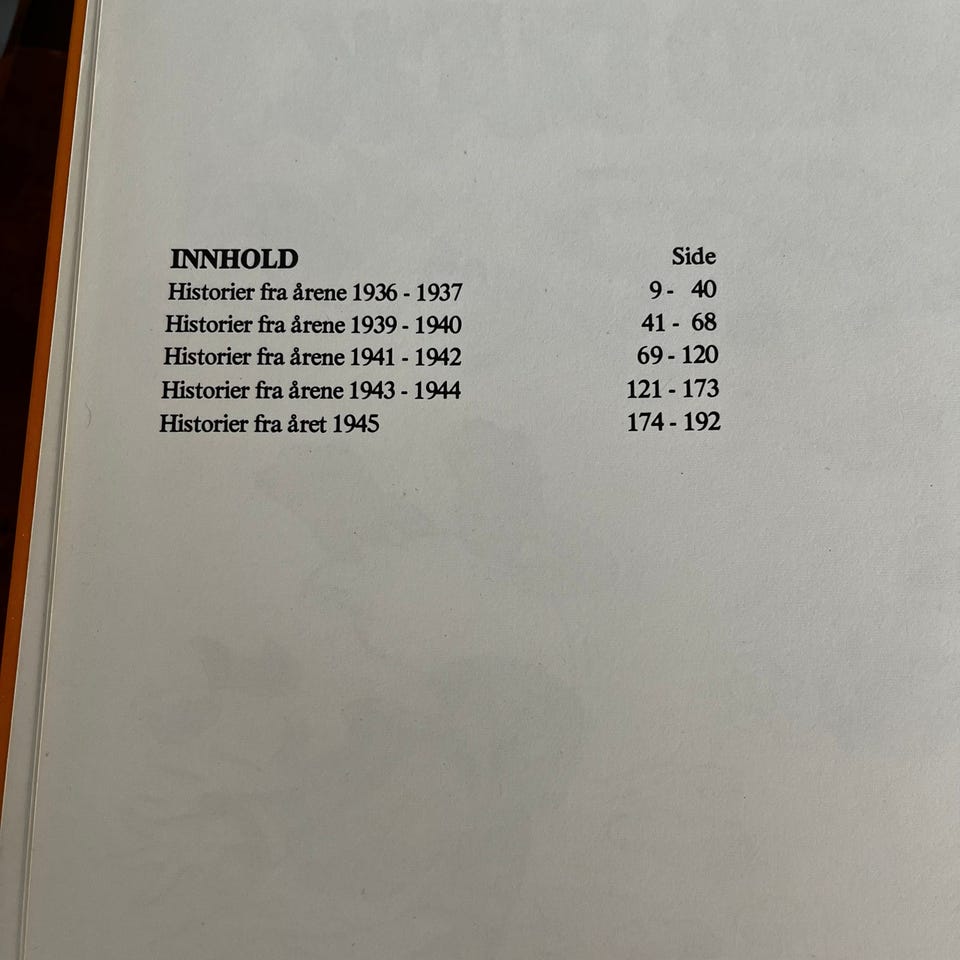 INNHOLD Side
Historier fra årene 1936 - 1937 9 - 40
Historier fra årene 1939 - 1940 41 - 68
Historier fra årene 1941 - 1942 69 - 120
Historier fra årene 1943 - 1944 121 - 173
Historier fra året 1945 174 - 192